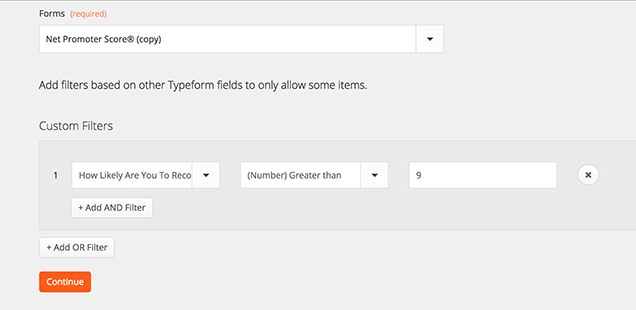 Forms (required)
Net Promoter Score® (copy)
Add filters based on other Typeform fields to only allow some items.
Custom Filters
1 How Likely Are You To Reco (Number) Greater than 9
+ Add AND Filter
+ Add OR Filter
Continue